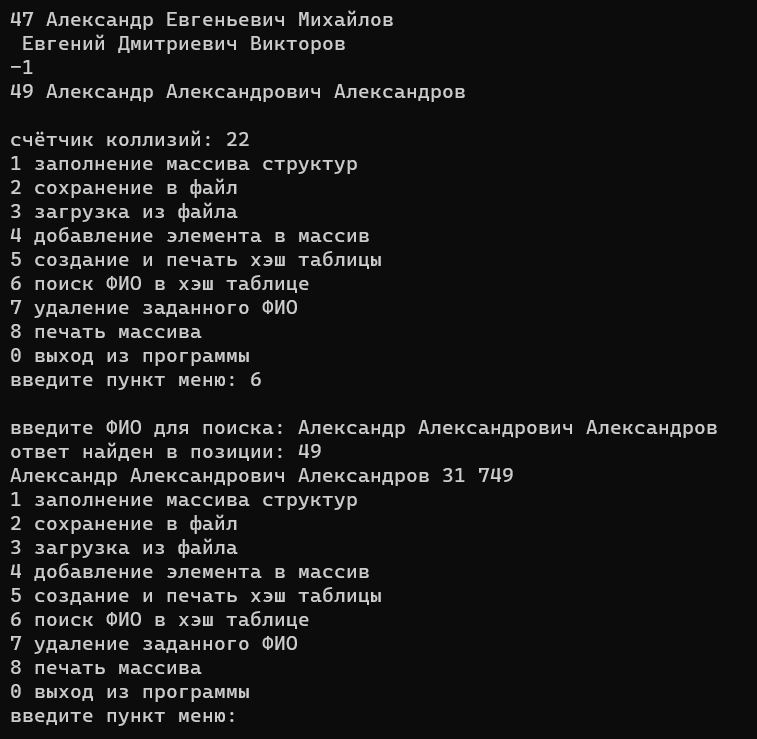 47 Александр Евгеньевич Михайлов
Евгений Дмитриевич Викторов
-1
49 Александр Александрович Александров
счётчик коллизий: 22
1 заполнение массива структур
2 сохранение в файл
3 загрузка из файла
4 добавление элемента в массив
5 создание и печать хэш таблицы
6 поиск ФИО в хэш таблице
7 удаление заданного ФИО
8 печать массива
0 выход из программы
введите пункт меню: 6
введите ФИО для поиска: Александр Александрович Александров
ответ найден в позиции: 49
Александр Александрович Александров 31 749
1 заполнение массива структур
2 сохранение в файл
3 загрузка из файла
4 добавление элемента в массив
5 создание и печать хэш таблицы
6 поиск ФИО в хэш таблице
7 удаление заданного ФИО
8 печать массива
0 выход из программы
введите пункт меню: